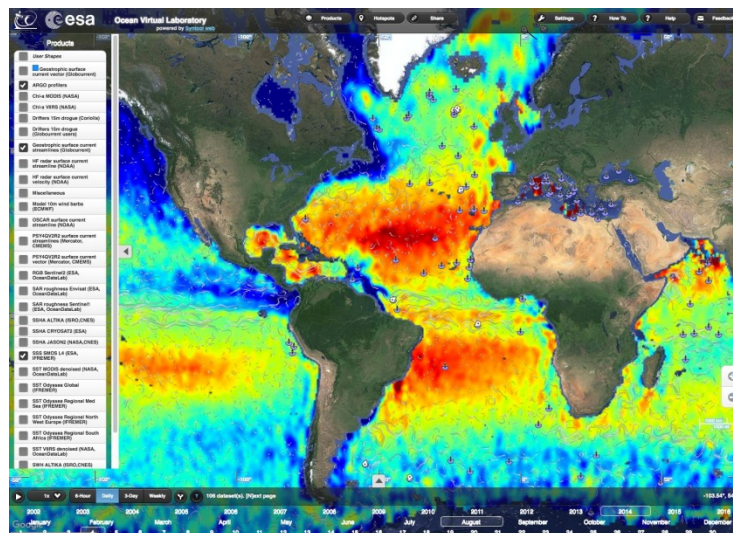 esa
Ocean Virtual Laboratory
powered by Syntool web
Products
Hotspots
Share
Settings
? How To
? Help
Feedback
Products
User Shapes
Geostrophic surface
current vector (Globcurrent)
ARGO profilers
Chl-a MODIS (NASA)
Chl-a VIIRS (NASA)
Drifters 15m drogue (Coriolis)
Drifters 15m drogue
(Globcurrent users)
Geostrophic surface current
streamlines (Globcurrent)
HF radar surface current
streamline (NOAA)
HF radar surface current
velocity (NOAA)
Miscellaneous
Model 10m wind barbs
(ECMWF)
OSCAR surface current
streamline (NOAA)
PSY4QV2R2 surface current
streamlines (Mercator,
CMEMS)
PSY4QV2R2 surface current
vector (Mercator, CMEMS)
RGB Sentinel2 (ESA,
OceanDataLab)
SAR roughness Envisat (ESA,
OceanDataLab)
SAR roughness Sentinel1
(ESA, OceanDataLab)
SSHA ALTIKA (ISRO,CNES)
SSHA CRYOSAT2 (ESA)
SSHA JASON2 (NASA,CNES)
SSS SMOS L4 (ESA,
IFREMER)
SST MODIS denoised (NASA,
OceanDataLab)
SST Odyssea Global
(IFREMER)
SST Odyssea Regional Med
Sea (IFREMER)
SST Odyssea Regional North
West Europe (IFREMER)
SST Odyssea Regional South
Africa (IFREMER)
SST VIIRS denoised (NASA,
OceanDataLab)
SWH ALTIKA (ISRO,CNES)
1x
6-Hour
Daily
3-Day
Weekly
?
106 dataset(s). [N]ext page
-103.54°, 54
2002 2003 2004 2005 2006 2007 2008 2009 2010 2011 2012 2013 2014 2015 2016
January February March April May June July August September October November December
Google